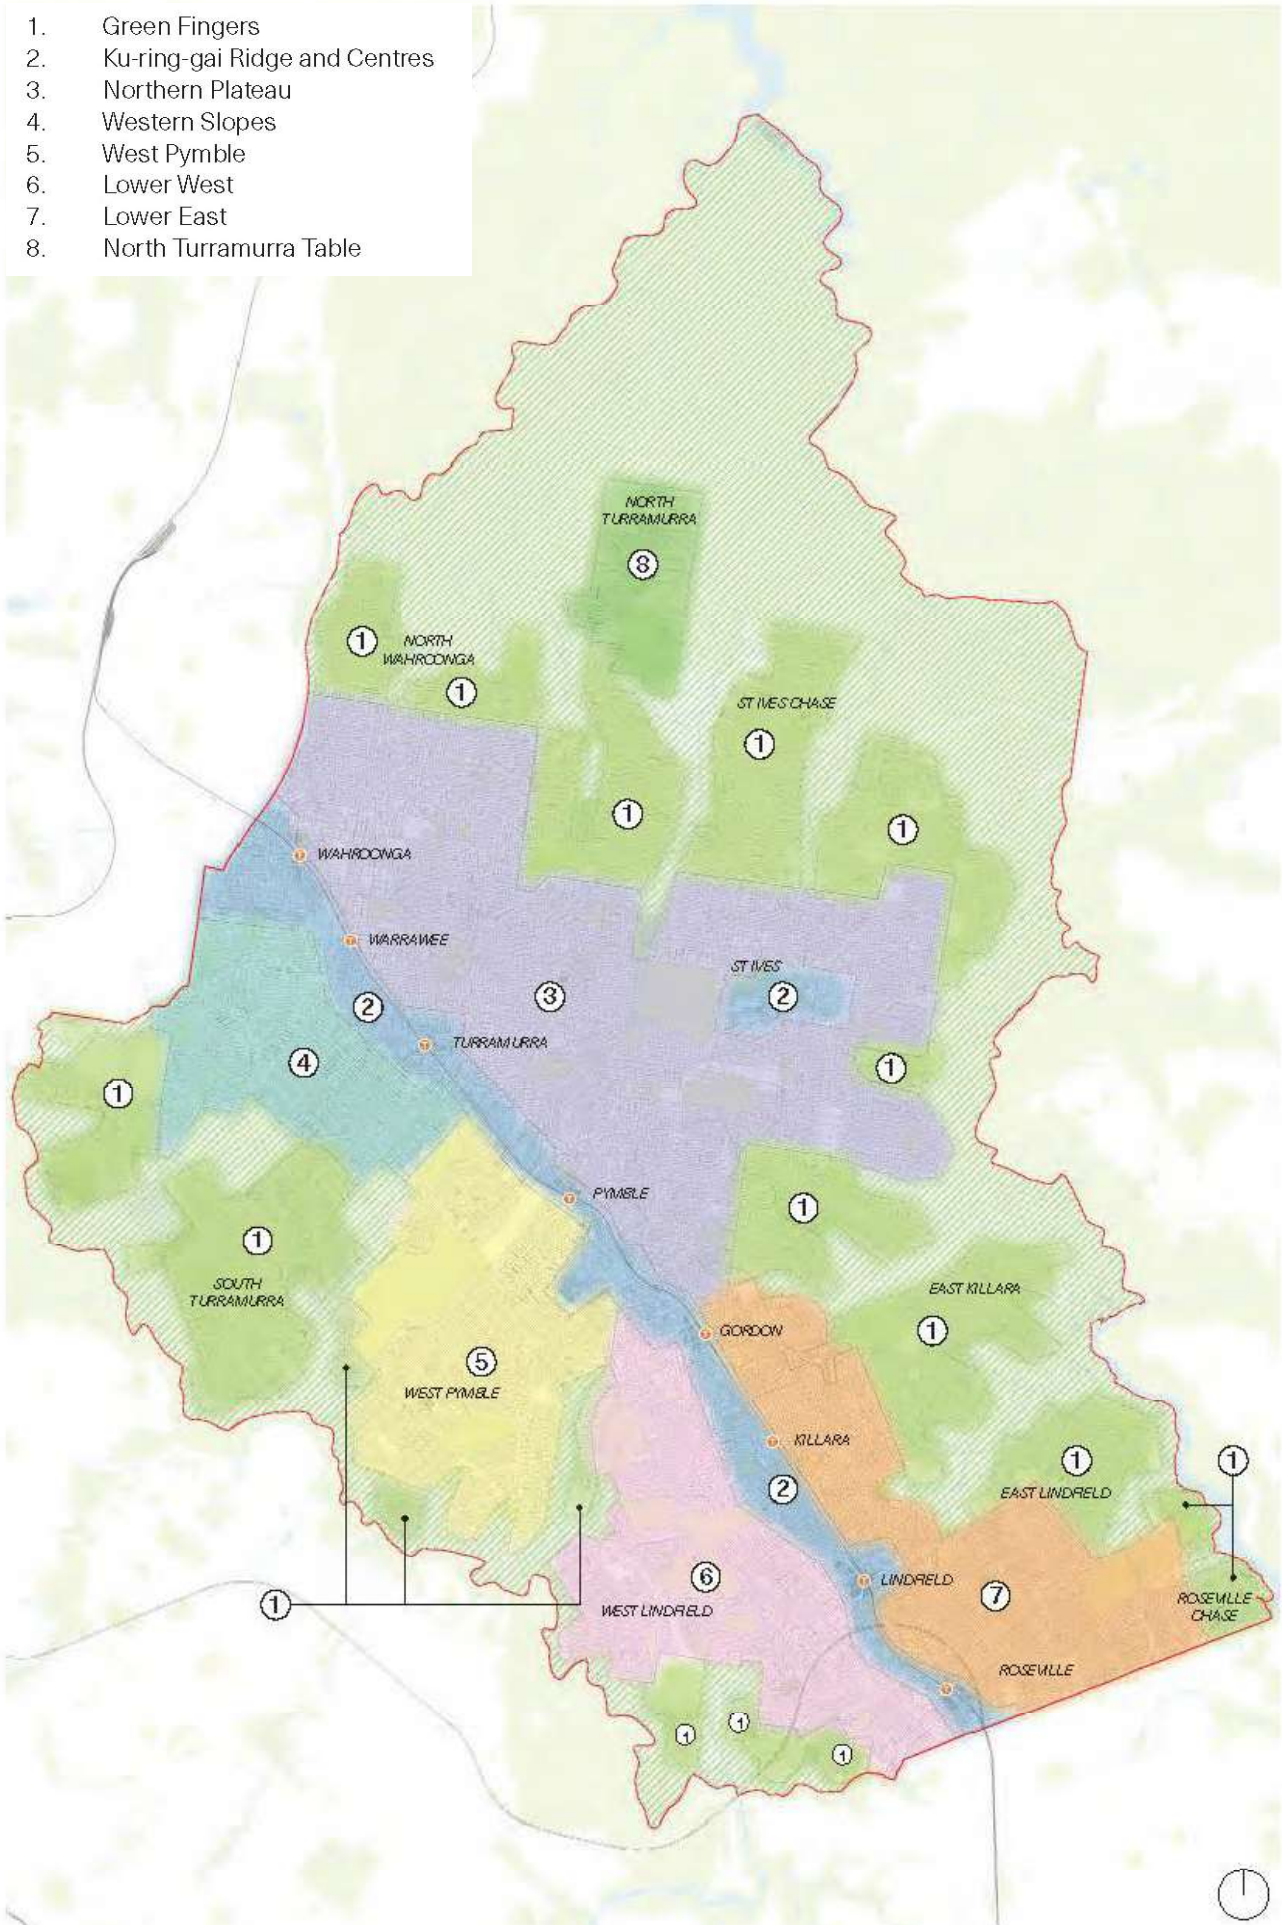 1. Green Fingers
2. Ku-ring-gai Ridge and Centres
3. Northern Plateau
4. Western Slopes
5. West Pymble
6. Lower West
7. Lower East
8. North Turramurra Table
NORTH
TURRAMURRA
8
1
NORTH
WAHROONGA
1
ST IVES CHASE
1
1
1
WAHROONGA
WARRAWEE
ST IVES
3
2
2
TURRAMURRA
4
1
1
PYMBLE
1
1
SOUTH
TURRAMURRA
EAST KILLARA
1
GORDON
5
WEST PYMBLE
KILLARA
1
1
2
EAST LINDFIELD
6
LINDFIELD
7
1
WEST LINDFIELD
ROSEVILLE
CHASE
ROSEVILLE
1
1
1